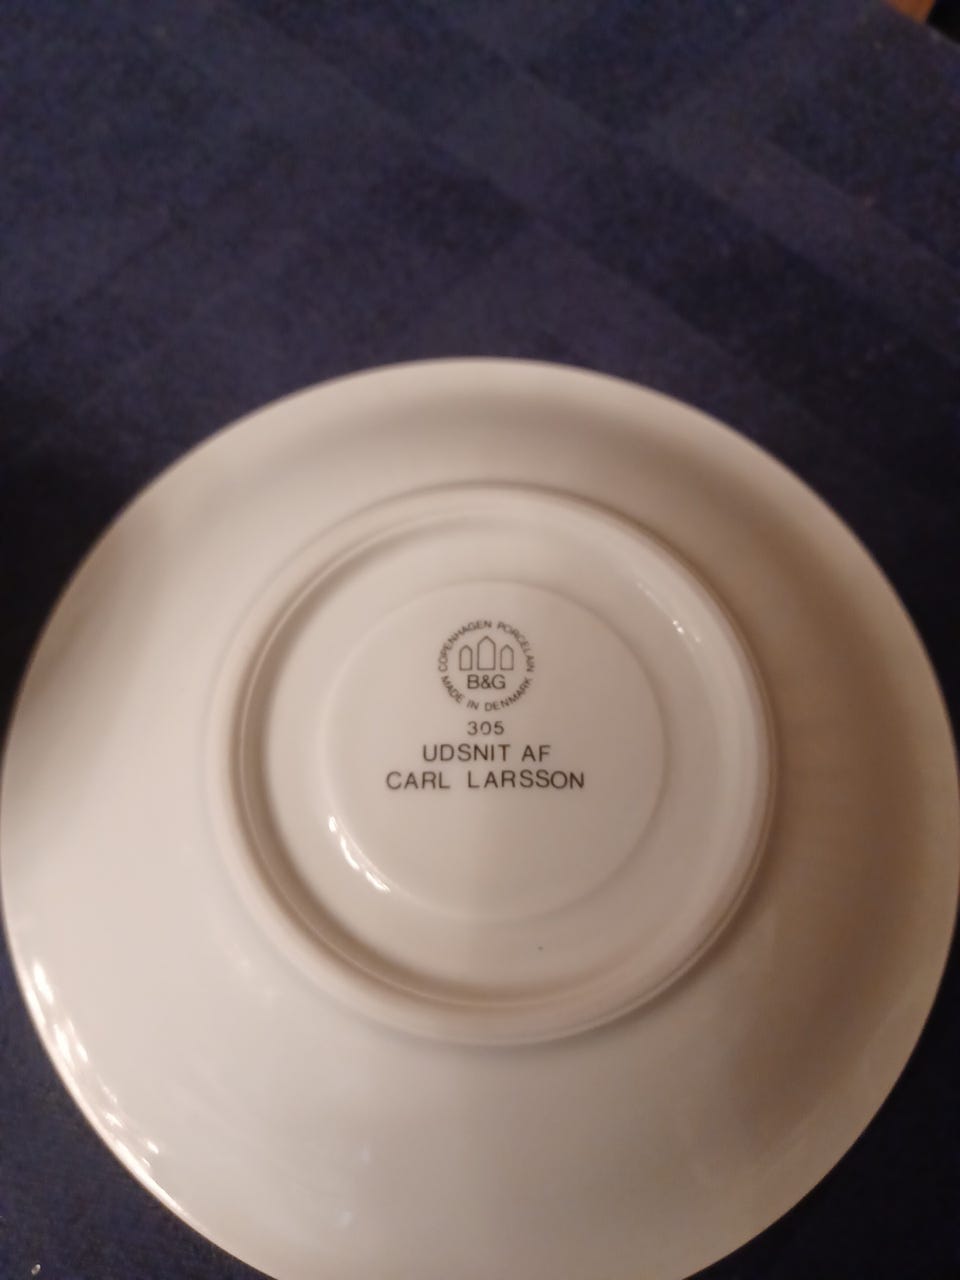 COPENHAGEN PORCELAIN
B&G
MADE IN DENMARK
305
UDSNIT AF
CARL LARSSON